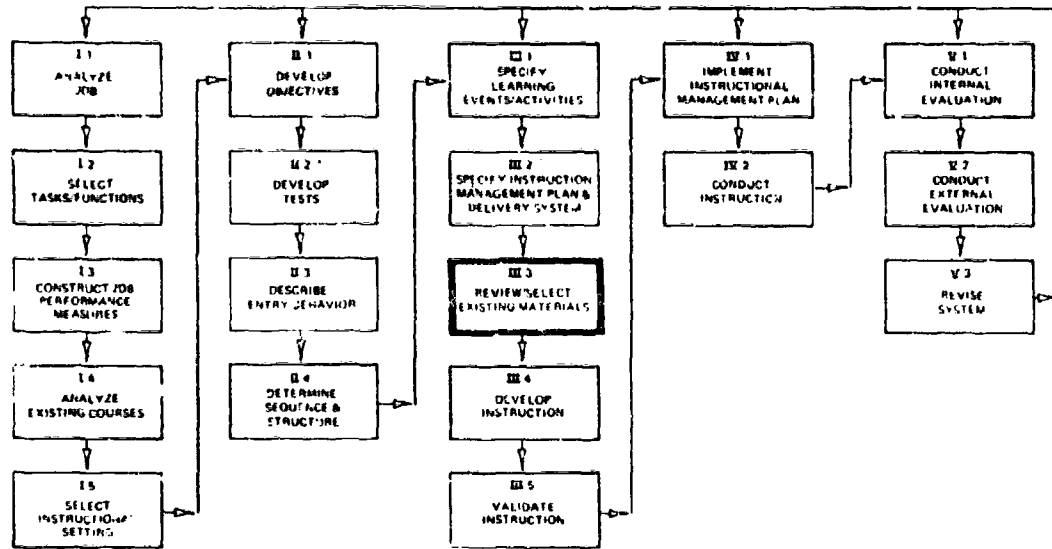 I.1
ANALYZE
JOB
I.2
SELECT
TASKS/FUNCTIONS
I.3
CONSTRUCT JOB
PERFORMANCE
MEASURES
I.4
ANALYZE
EXISTING COURSES
I.5
SELECT
INSTRUCTIONAL
SETTING
II.1
DEVELOP
OBJECTIVES
II.2
DEVELOP
TESTS
II.3
DESCRIBE
ENTRY BEHAVIOR
II.4
DETERMINE
SEQUENCE &
STRUCTURE
III.1
SPECIFY
LEARNING
EVENTS/ACTIVITIES
III.2
SPECIFY INSTRUCTION
MANAGEMENT PLAN &
DELIVERY SYSTEM
III.3
REVIEW/SELECT
EXISTING MATERIALS
III.4
DEVELOP
INSTRUCTION
III.5
VALIDATE
INSTRUCTION
IV.1
IMPLEMENT
INSTRUCTIONAL
MANAGEMENT PLAN
IV.2
CONDUCT
INSTRUCTION
V.1
CONDUCT
INTERNAL
EVALUATION
V.2
CONDUCT
EXTERNAL
EVALUATION
V.3
REVISE
SYSTEM